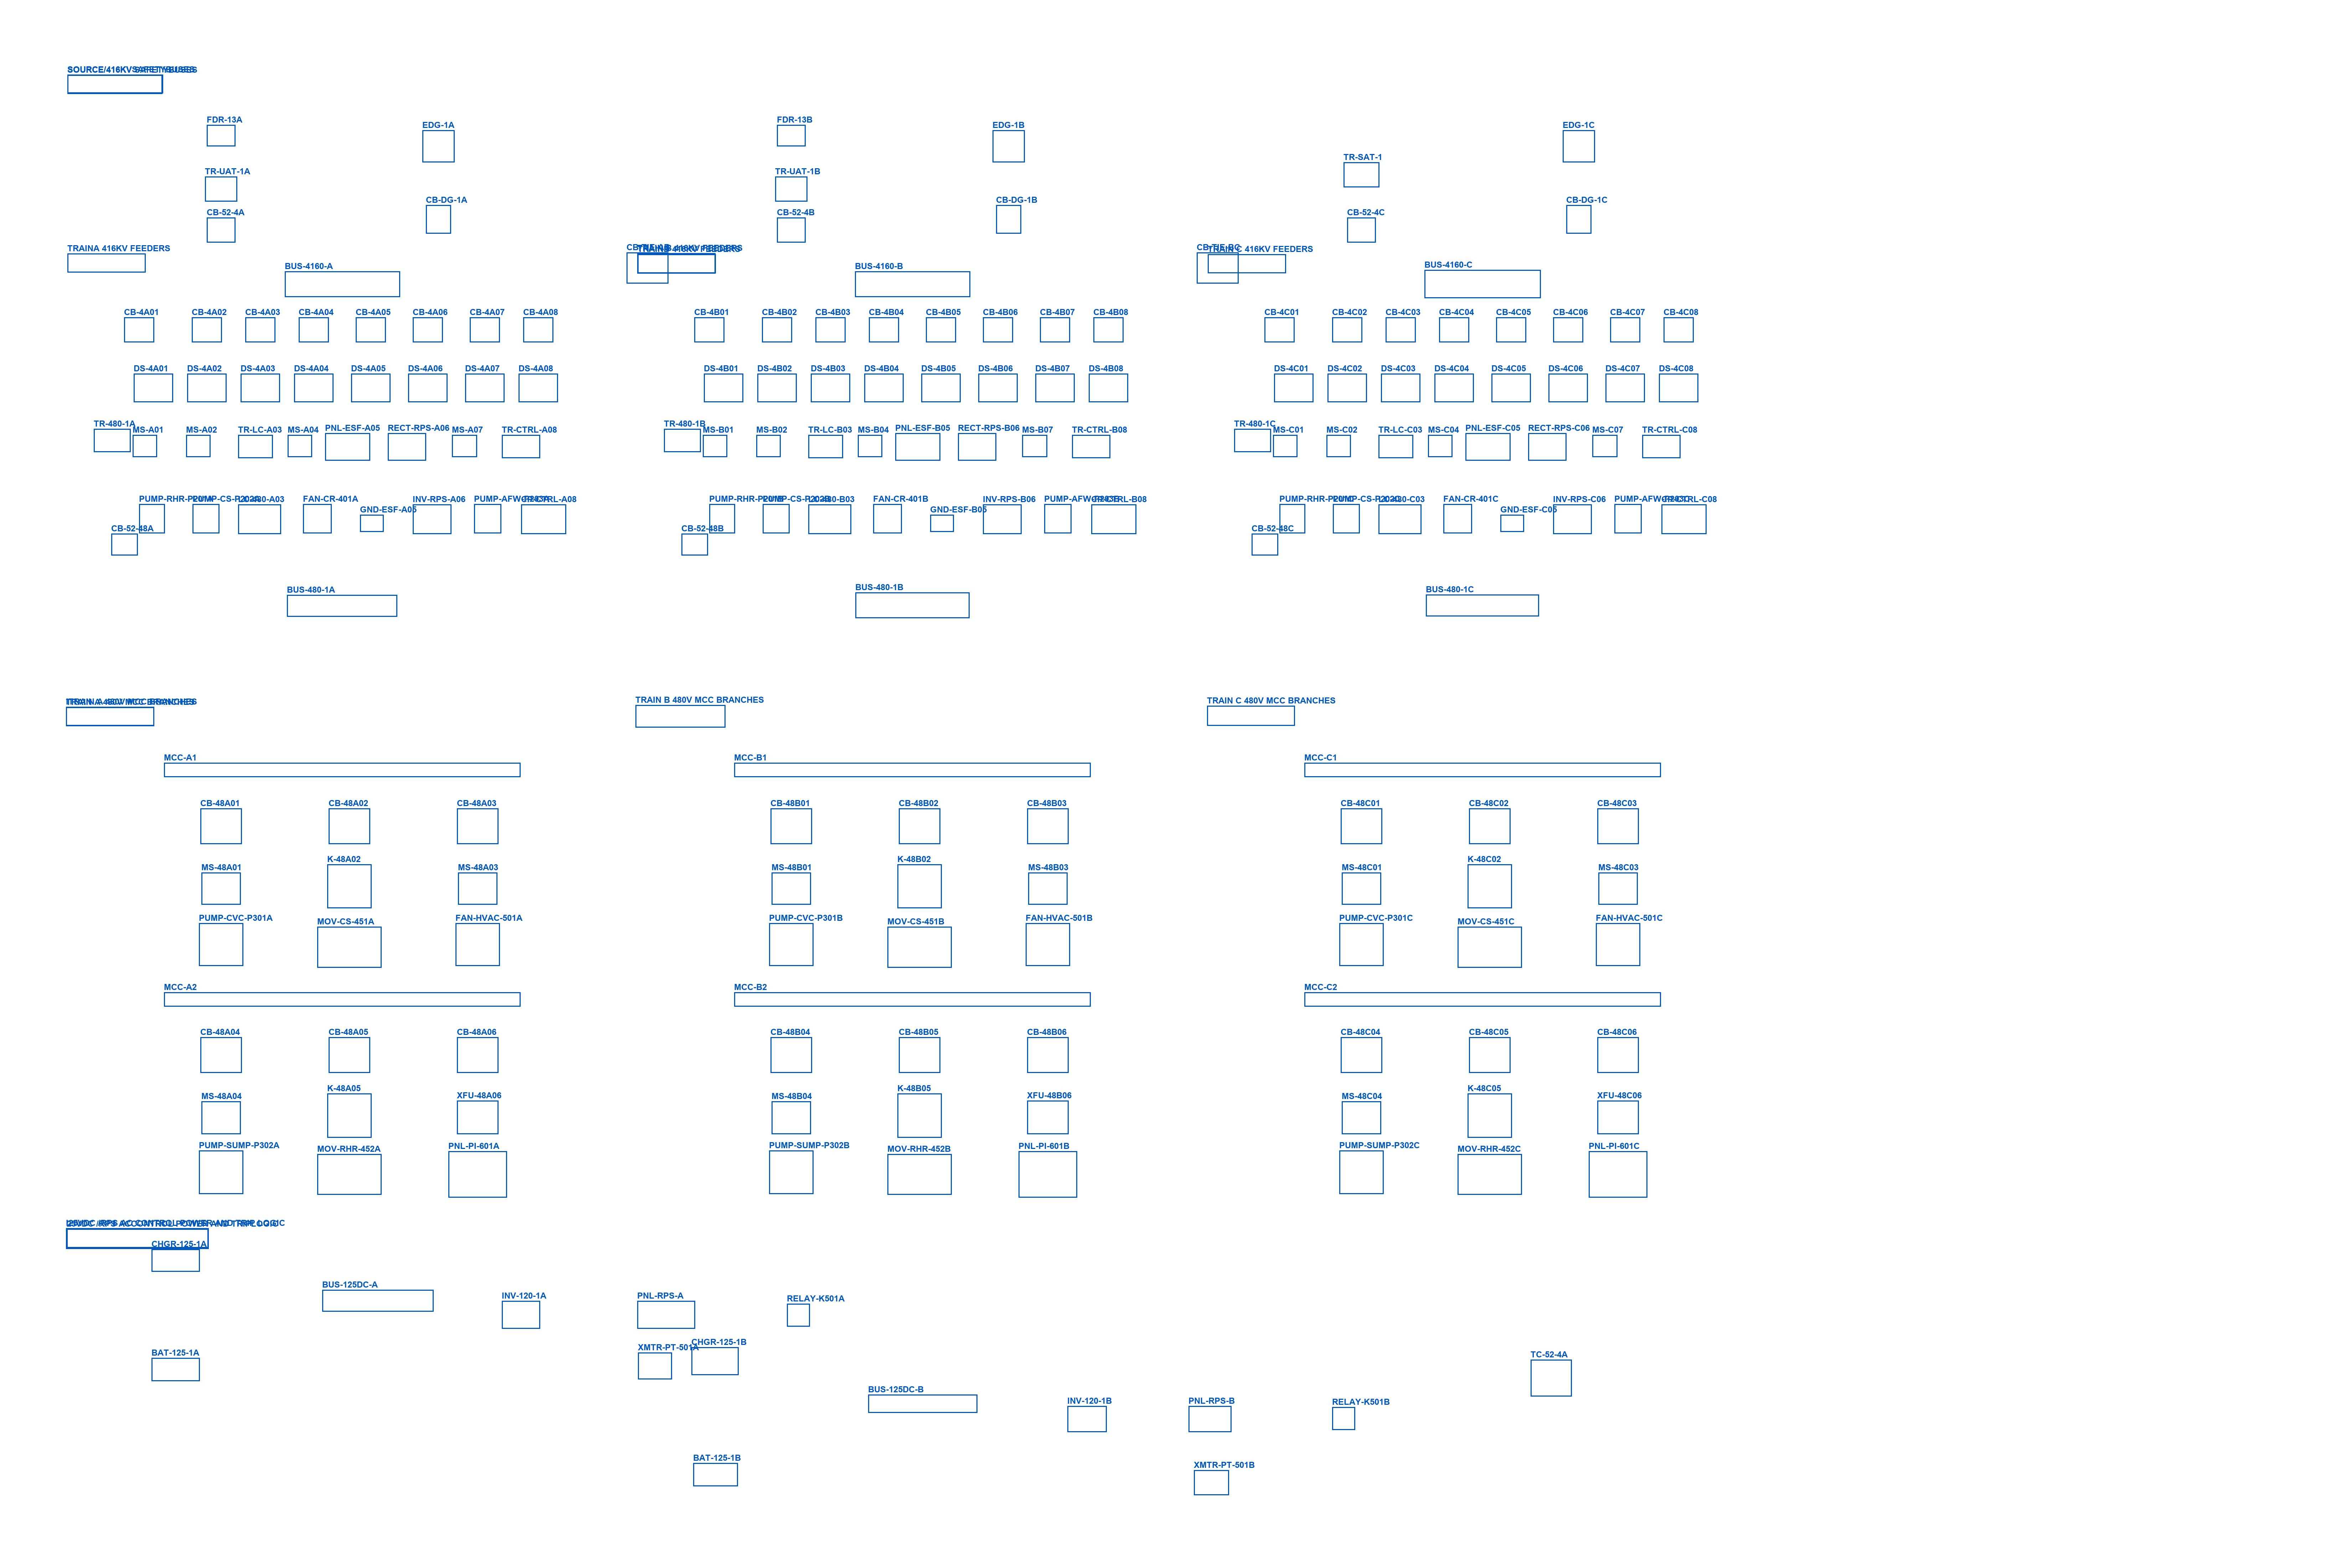 FDR-13A
EDG-1A
FDR-13B
EDG-1B
EDG-1C
TR-SAT-1
TR-UAT-1A
TR-UAT-1B
CB-52-4A
CB-DG-1A
CB-52-4B
CB-DG-1B
CB-52-4C
CB-DG-1C
TRAINA 416KV FEEDERS
416KV FEEDERS
TRAIN C 416KV FEEDERS
BUS-4160-A
BUS-4160-B
BUS-4160-C
CB-4A01 CB-4A02 CB-4A03 CB-4A04 CB-4A05 CB-4A06 CB-4A07 CB-4A08
CB-4B01 CB-4B02 CB-4B03 CB-4B04 CB-4B05 CB-4B06 CB-4B07 CB-4B08
CB-4C01 CB-4C02 CB-4C03 CB-4C04 CB-4C05 CB-4C06 CB-4C07 CB-4C08
DS-4A01 DS-4A02 DS-4A03 DS-4A04 DS-4A05 DS-4A06 DS-4A07 DS-4A08
DS-4B01 DS-4B02 DS-4B03 DS-4B04 DS-4B05 DS-4B06 DS-4B07 DS-4B08
DS-4C01 DS-4C02 DS-4C03 DS-4C04 DS-4C05 DS-4C06 DS-4C07 DS-4C08
TR-480-1A MS-A01 MS-A02 TR-LC-A03 MS-A04 PNL-ESF-A05 RECT-RPS-A06 MS-A07 TR-CTRL-A08
TR-480-1B MS-B01 MS-B02 TR-LC-B03 MS-B04 PNL-ESF-B05 RECT-RPS-B06 MS-B07 TR-CTRL-B08
TR-480-1C MS-C01 MS-C02 TR-LC-C03 MS-C04 PNL-ESF-C05 RECT-RPS-C06 MS-C07 TR-CTRL-C08
FAN-CR-401A GND-ESF-A05 INV-RPS-A06
FAN-CR-401B GND-ESF-B05 INV-RPS-B06
FAN-CR-401C GND-ESF-C05 INV-RPS-C06
CB-52-48A
CB-52-48B
CB-52-48C
BUS-480-1A
BUS-480-1B
BUS-480-1C
TRAIN B 480V MCC BRANCHES
TRAIN C 480V MCC BRANCHES
MCC-A1
MCC-B1
MCC-C1
CB-48A01 CB-48A02 CB-48A03
CB-48B01 CB-48B02 CB-48B03
CB-48C01 CB-48C02 CB-48C03
MS-48A01 K-48A02 MS-48A03
MS-48B01 K-48B02 MS-48B03
MS-48C01 K-48C02 MS-48C03
PUMP-CVC-P301A MOV-CS-451A FAN-HVAC-501A
PUMP-CVC-P301B MOV-CS-451B FAN-HVAC-501B
PUMP-CVC-P301C MOV-CS-451C FAN-HVAC-501C
MCC-A2
MCC-B2
MCC-C2
CB-48A04 CB-48A05 CB-48A06
CB-48B04 CB-48B05 CB-48B06
CB-48C04 CB-48C05 CB-48C06
MS-48A04 K-48A05 XFU-48A06
MS-48B04 K-48B05 XFU-48B06
MS-48C04 K-48C05 XFU-48C06
PUMP-SUMP-P302A MOV-RHR-452A PNL-PI-601A
PUMP-SUMP-P302B MOV-RHR-452B PNL-PI-601B
PUMP-SUMP-P302C MOV-RHR-452C PNL-PI-601C
CHGR-125-1A
BUS-125DC-A
INV-120-1A
PNL-RPS-A
RELAY-K501A
XMTR-PT-501A
CHGR-125-1B
BAT-125-1A
TC-52-4A
BUS-125DC-B
INV-120-1B
PNL-RPS-B
RELAY-K501B
BAT-125-1B
XMTR-PT-501B